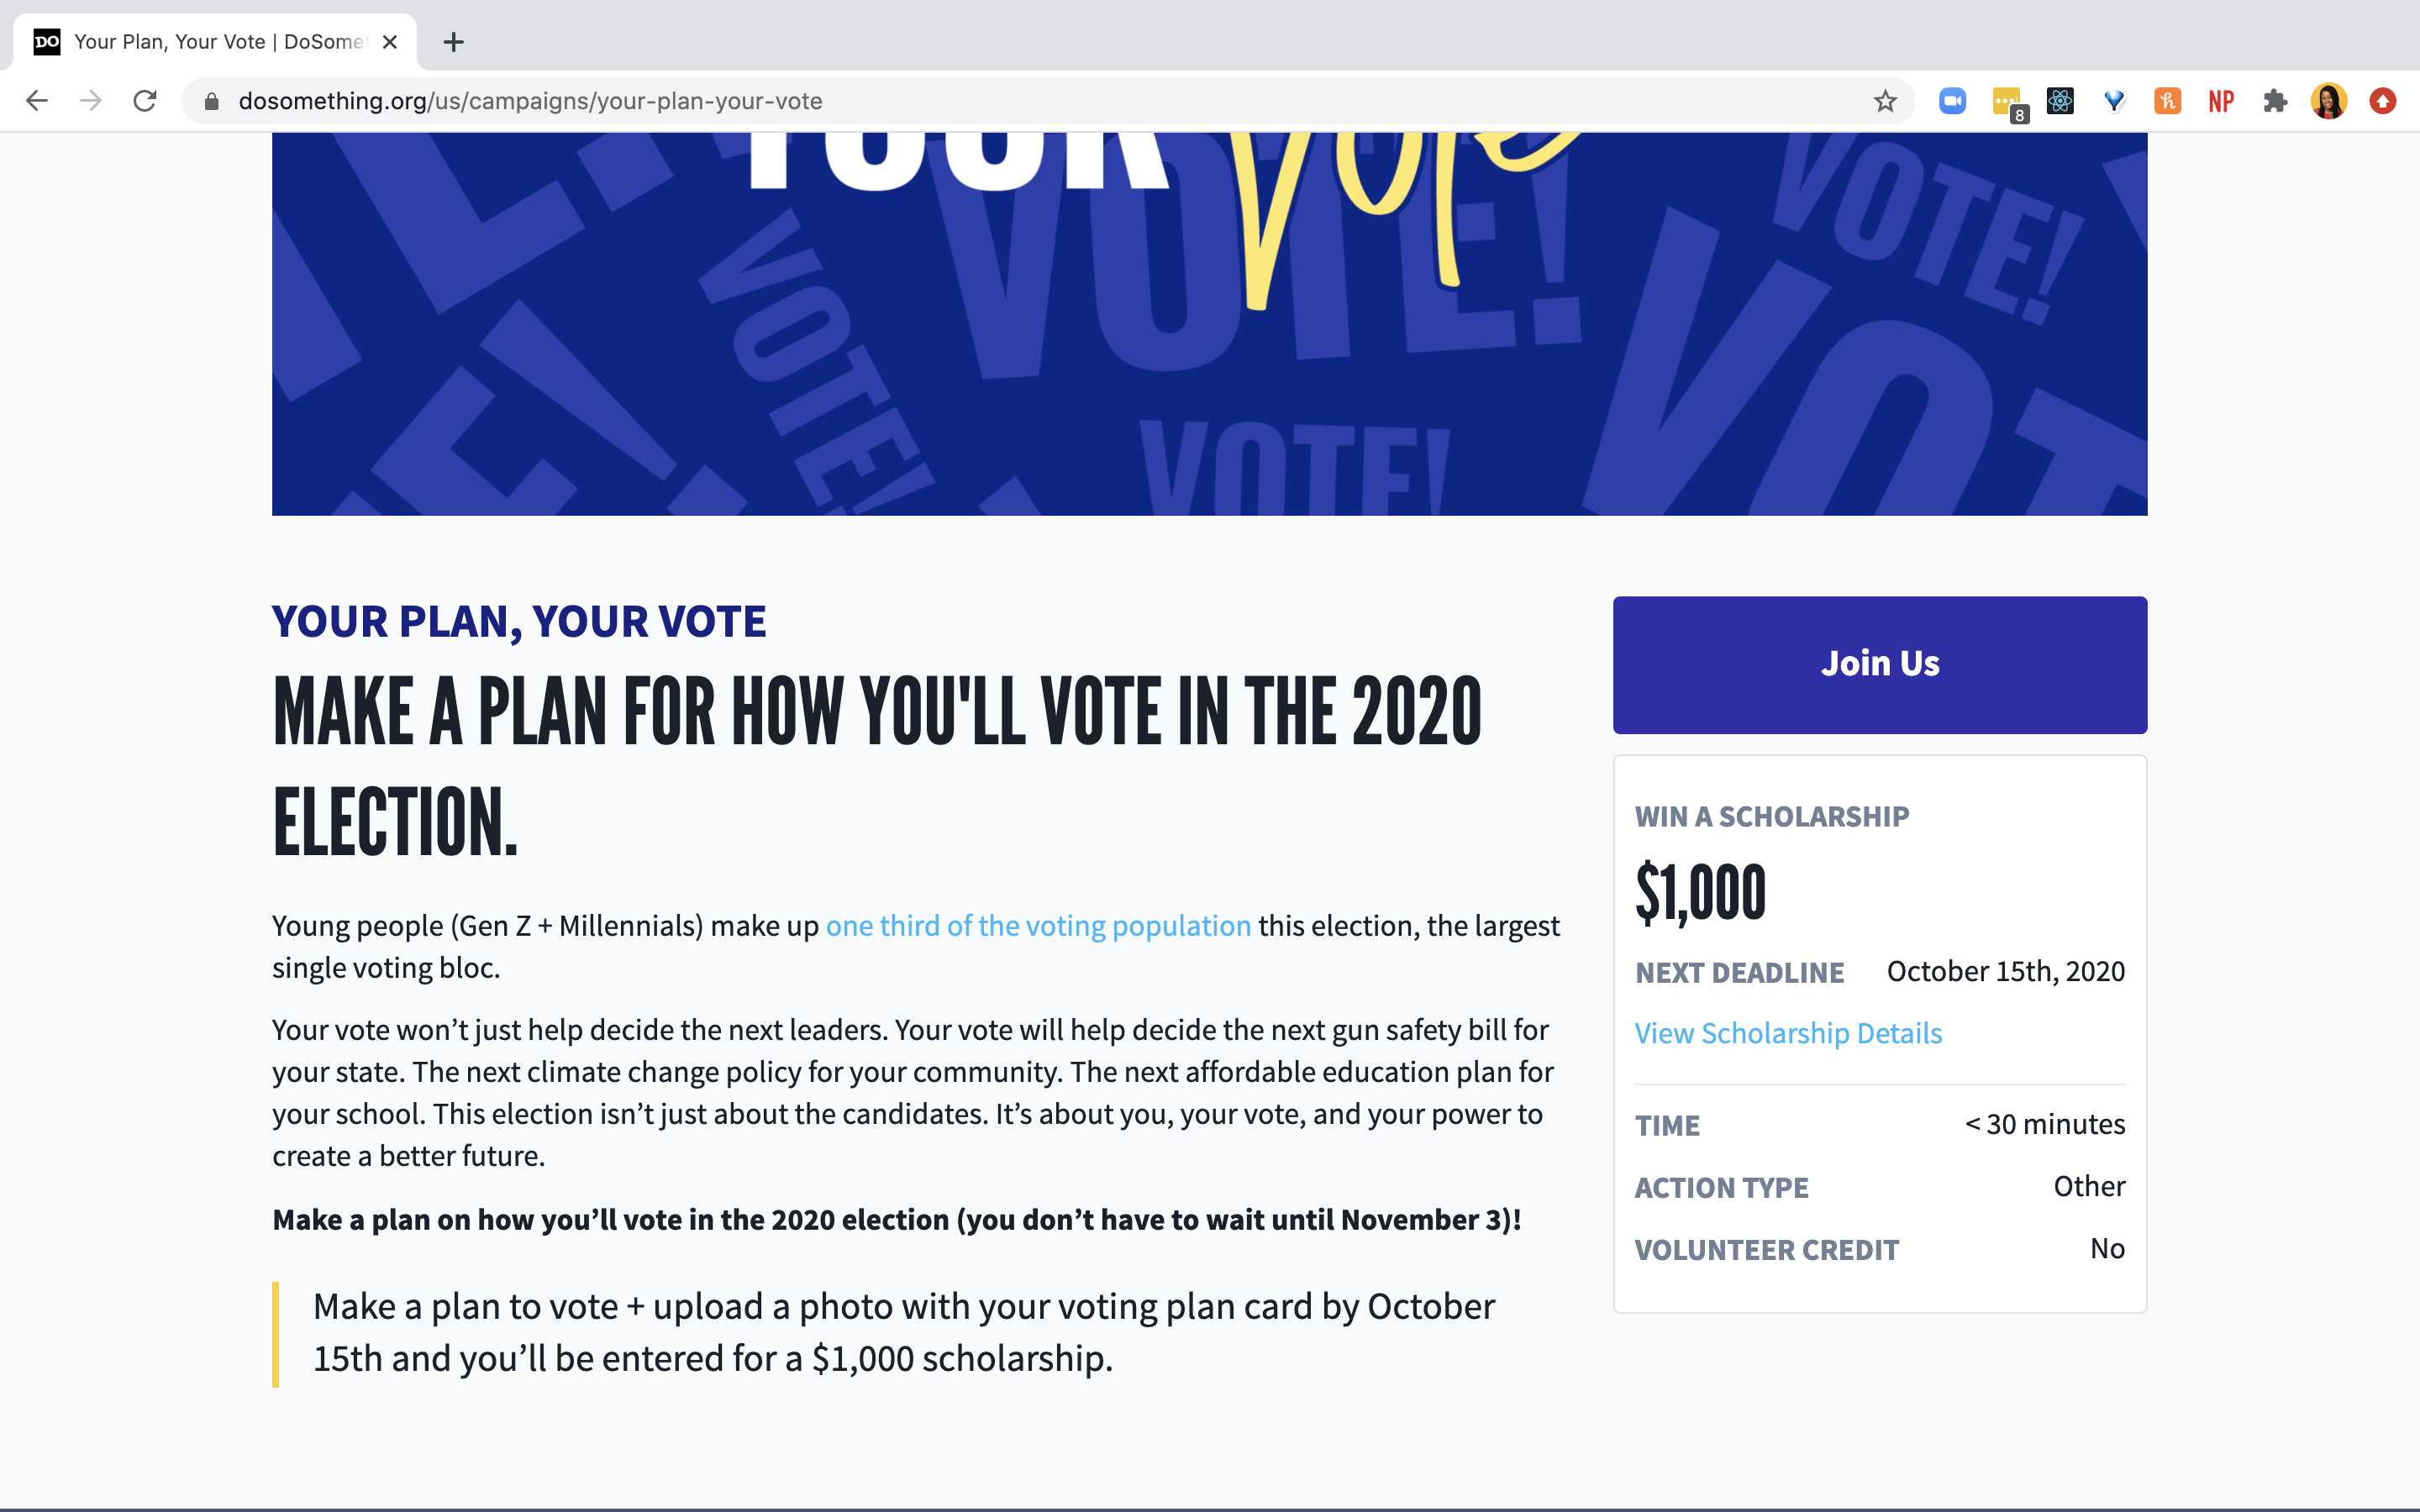 DO Your Plan, Your Vote | DoSome
dosomething.org/us/campaigns/your-plan-your-vote
8
NP
YOUR Vote
VOTE!
VOTE!
VOTE!
VOTE!
YOUR PLAN, YOUR VOTE
MAKE A PLAN FOR HOW YOU'LL VOTE IN THE 2020
ELECTION.
Young people (Gen Z + Millennials) make up one third of the voting population this election, the largest
single voting bloc.
Your vote won’t just help decide the next leaders. Your vote will help decide the next gun safety bill for
your state. The next climate change policy for your community. The next affordable education plan for
your school. This election isn’t just about the candidates. It’s about you, your vote, and your power to
create a better future.
Make a plan on how you’ll vote in the 2020 election (you don’t have to wait until November 3)!
Make a plan to vote + upload a photo with your voting plan card by October
15th and you’ll be entered for a $1,000 scholarship.
Join Us
WIN A SCHOLARSHIP
$1,000
NEXT DEADLINE October 15th, 2020
View Scholarship Details
TIME < 30 minutes
ACTION TYPE Other
VOLUNTEER CREDIT No